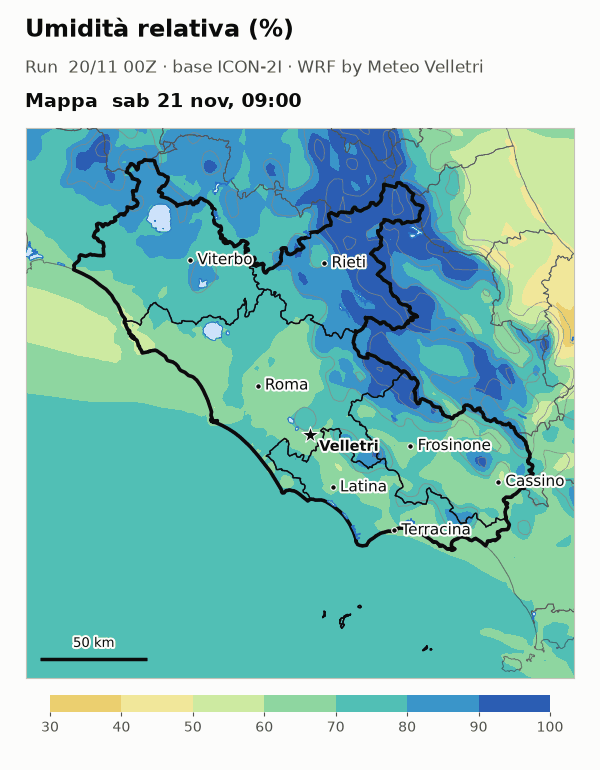 Umidità relativa (%)
Run  20/11 00Z · base ICON-2I · WRF by Meteo Velletri
Mappa  sab 21 nov, 09:00
Viterbo
Rieti
Roma
Velletri
Frosinone
Cassino
Latina
Terracina
50 km
30 40 50 60 70 80 90 100